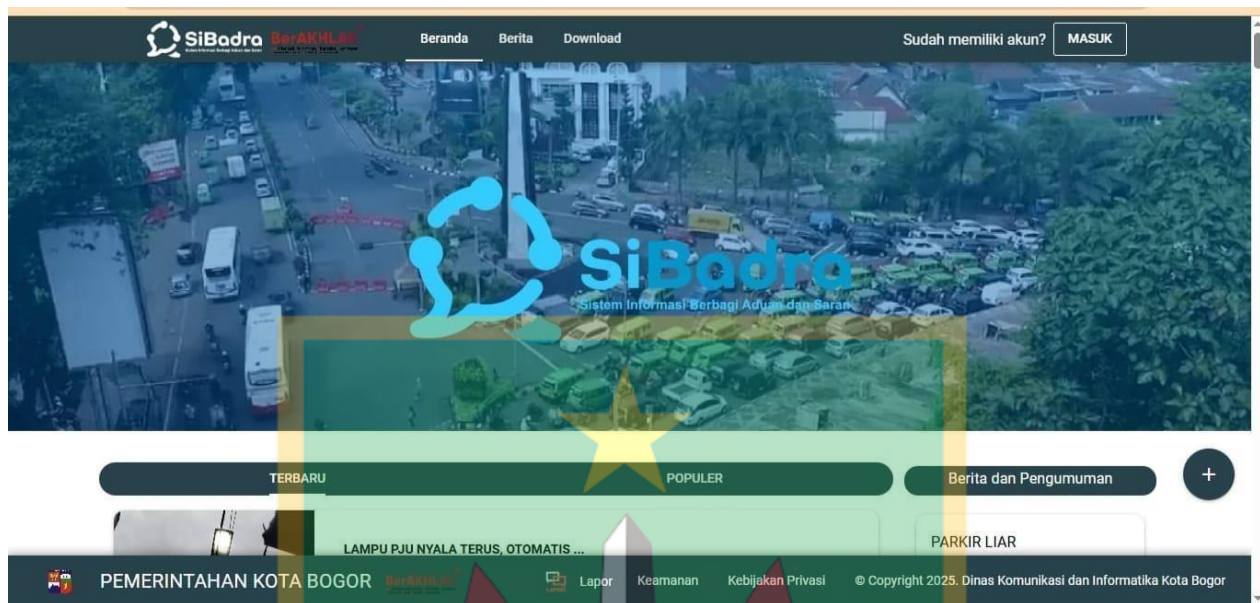 SiBadra
BerAKHLAK
Beranda
Berita
Download
Sudah memiliki akun?
MASUK
SiBadra
Sistem Informasi Berbagi Aduan dan Saran
TERBARU
POPULER
Berita dan Pengumuman
+
LAMPU PJU NYALA TERUS, OTOMATIS ...
PARKIR LIAR
PEMERINTAHAN KOTA BOGOR
BerAKHLAK
Lapor
Keamanan
Kebijakan Privasi
© Copyright 2025. Dinas Komunikasi dan Informatika Kota Bogor